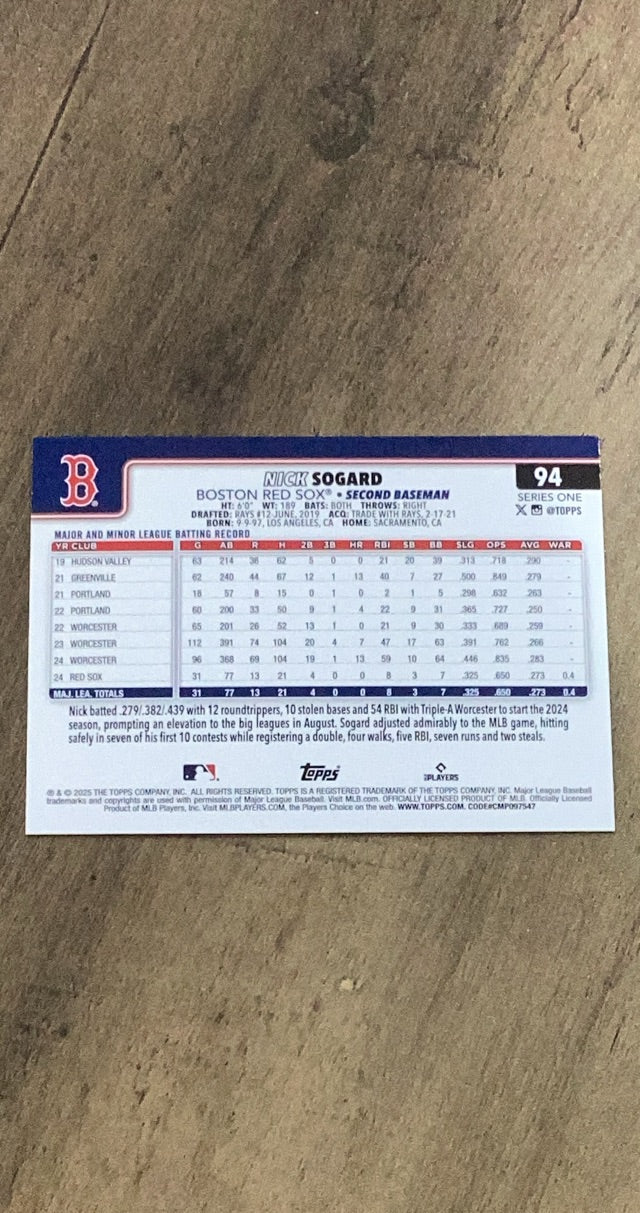 B
94
NICK SOGARD
SERIES ONE
BOSTON RED SOX® • SECOND BASEMAN
@TOPPS
HT: 6'0" WT: 189 BATS: BOTH THROWS: RIGHT
DRAFTED: RAYS #12-JUNE, 2019 ACQ: TRADE WITH RAYS, 2-17-21
BORN: 9-9-97, LOS ANGELES, CA HOME: SACRAMENTO, CA
MAJOR AND MINOR LEAGUE BATTING RECORD
YR CLUB G AB R H 2B 3B HR RBI SB BB SLG OPS AVG WAR
19 HUDSON VALLEY 63 214 38 62 5 0 0 21 20 39 .313 .718 .290 -
21 GREENVILLE 62 240 44 67 12 1 13 40 7 27 .500 .849 .279 -
21 PORTLAND 18 57 8 15 0 1 0 2 1 5 .298 .632 .263 -
22 PORTLAND 60 200 33 50 9 1 4 22 9 31 .365 .727 .250 -
22 WORCESTER 65 201 26 52 13 1 0 21 9 30 .333 .689 .259 -
23 WORCESTER 112 391 74 104 20 4 7 47 17 63 .391 .762 .266 -
24 WORCESTER 96 368 69 104 19 1 13 59 10 64 .446 .835 .283 -
24 RED SOX 31 77 13 21 4 0 0 8 3 7 .325 .650 .273 0.4
MAJ. LEA. TOTALS 31 77 13 21 4 0 0 8 3 7 .325 .650 .273 0.4
Nick batted .279/.382/.439 with 12 roundtrippers, 10 stolen bases and 54 RBI with Triple-A Worcester to start the 2024
season, prompting an elevation to the big leagues in August. Sogard adjusted admirably to the MLB game, hitting
safely in seven of his first 10 contests while registering a double, four walks, five RBI, seven runs and two steals.
Topps®
PLAYERS
® & © 2025 THE TOPPS COMPANY, INC. ALL RIGHTS RESERVED. TOPPS IS A REGISTERED TRADEMARK OF THE TOPPS COMPANY, INC. Major League Baseball
trademarks and copyrights are used with permission of Major League Baseball. Visit MLB.com. OFFICIALLY LICENSED PRODUCT OF MLB. Officially Licensed
Product of MLB Players, Inc. Visit MLBPLAYERS.COM, the Players Choice on the web. WWW.TOPPS.COM. CODE#CMP097547